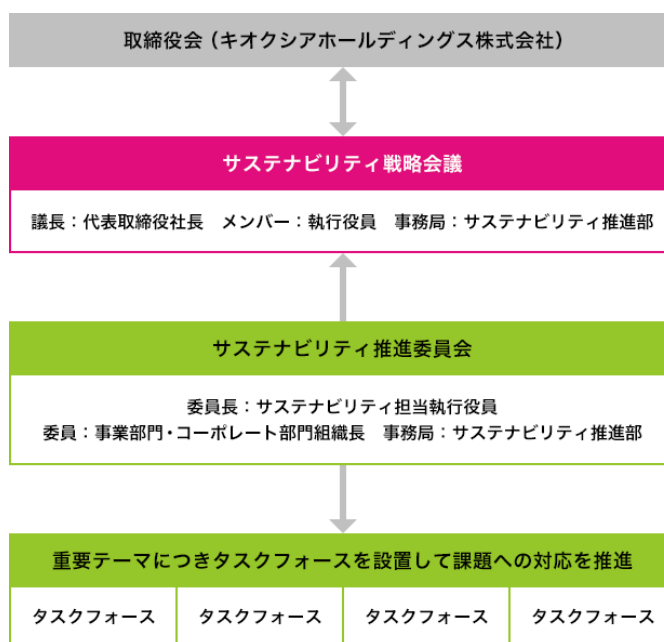 取締役会（キオクシアホールディングス株式会社）
サステナビリティ戦略会議
議長：代表取締役社長　メンバー：執行役員　事務局：サステナビリティ推進部
サステナビリティ推進委員会
委員長：サステナビリティ担当執行役員
委員：事業部門・コーポレート部門組織長　事務局：サステナビリティ推進部
重要テーマにつきタスクフォースを設置して課題への対応を推進
タスクフォース　タスクフォース　タスクフォース　タスクフォース